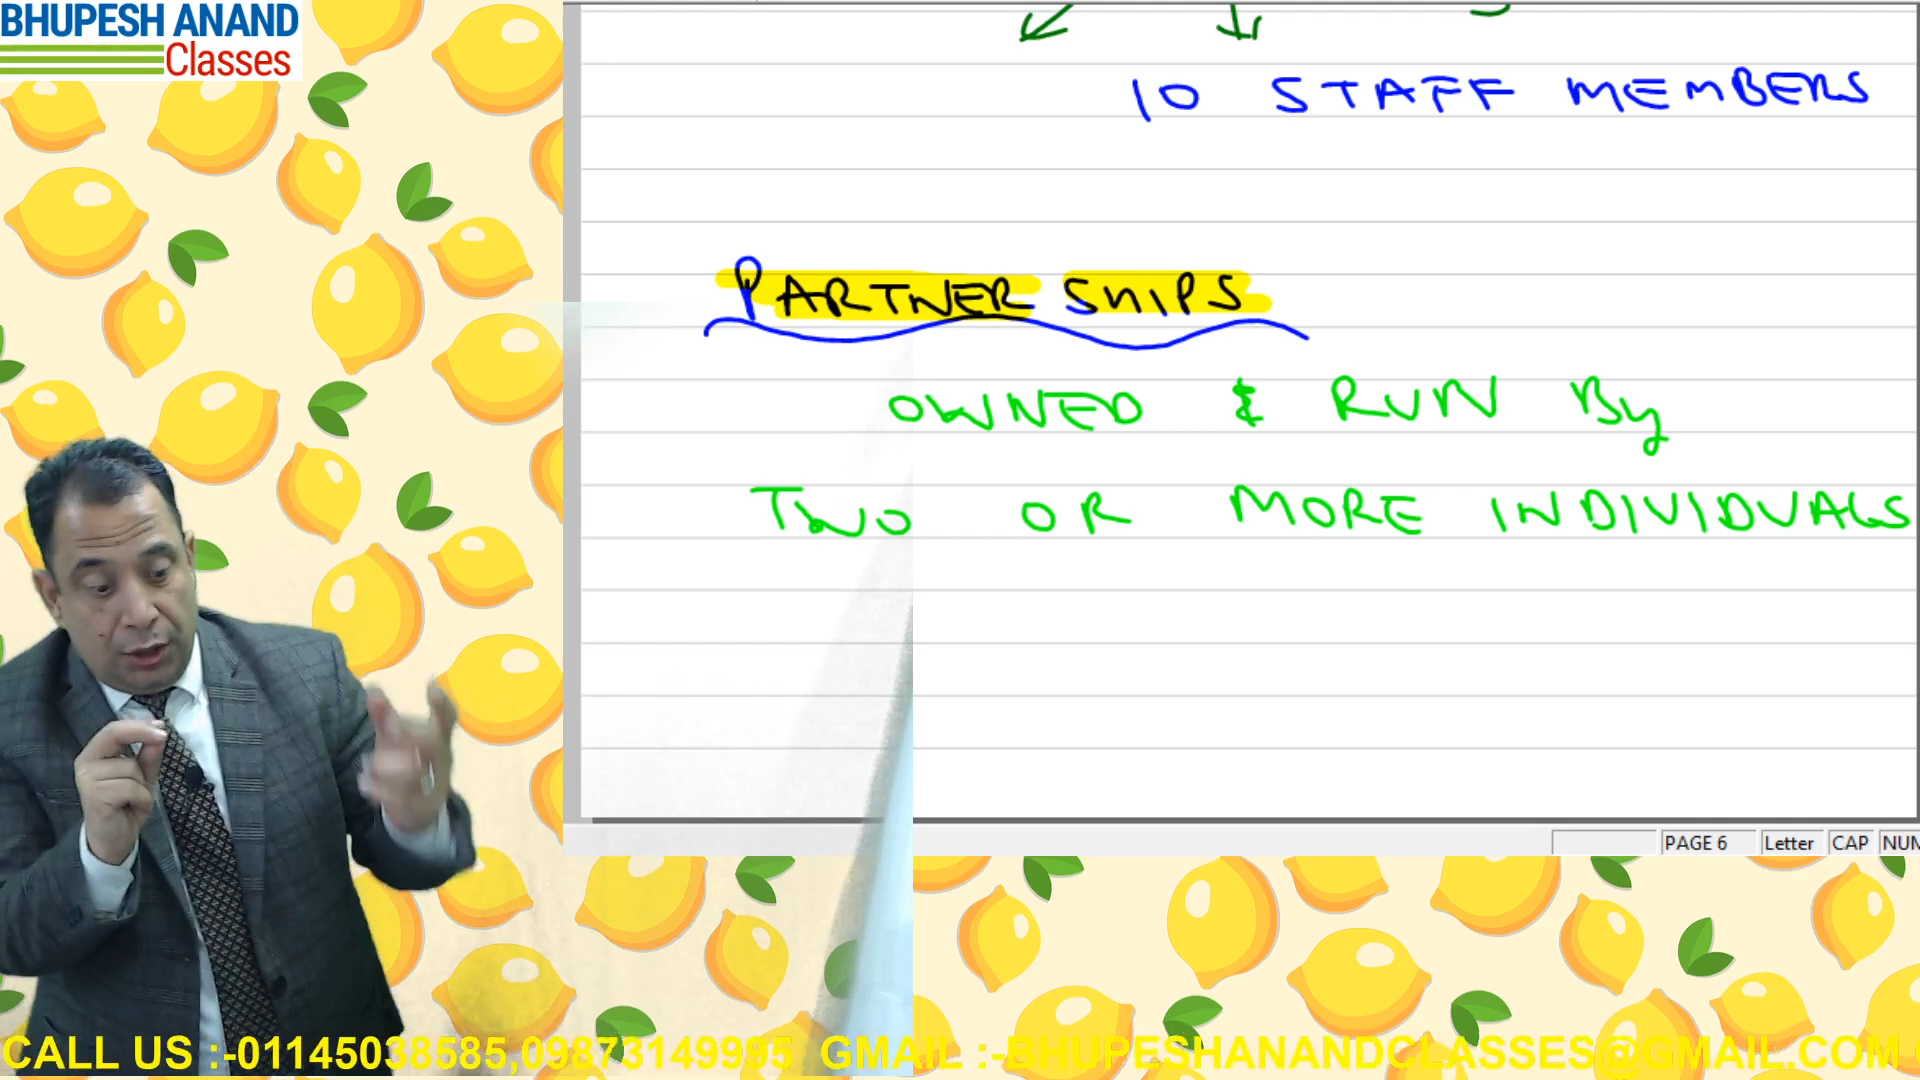 BHUPESH ANAND
Classes
10 STAFF MEMBERS
PARTNERSHIPS
OWNED & RUN By
TWO OR MORE INDIVIDUALS
PAGE 6 Letter CAP NUM
CALL US :-01145038585,09873149995 GMAIL :-BHUPESHANANDCLASSES@GMAIL.COM